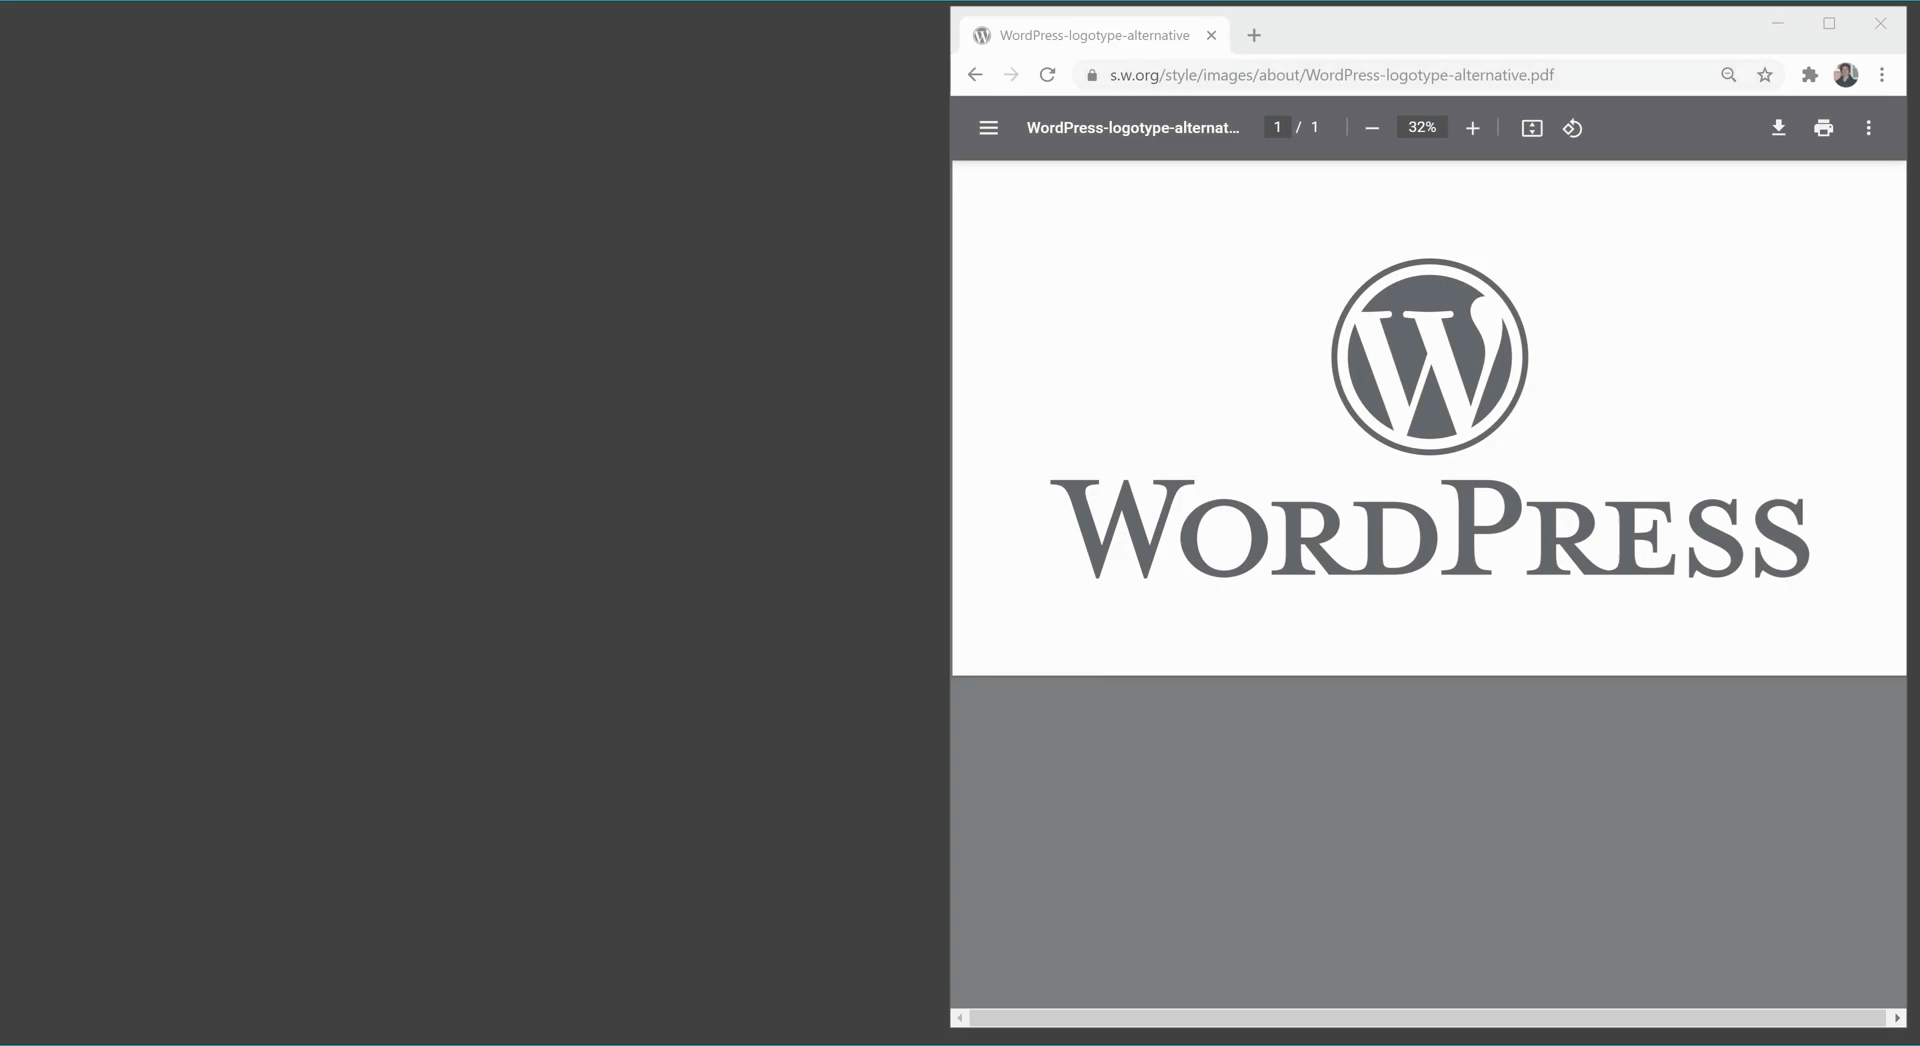 WordPress-logotype-alternative
s.w.org/style/images/about/WordPress-logotype-alternative.pdf
WordPress-logotype-alternat... 1 / 1 32%
W
WORDPRESS